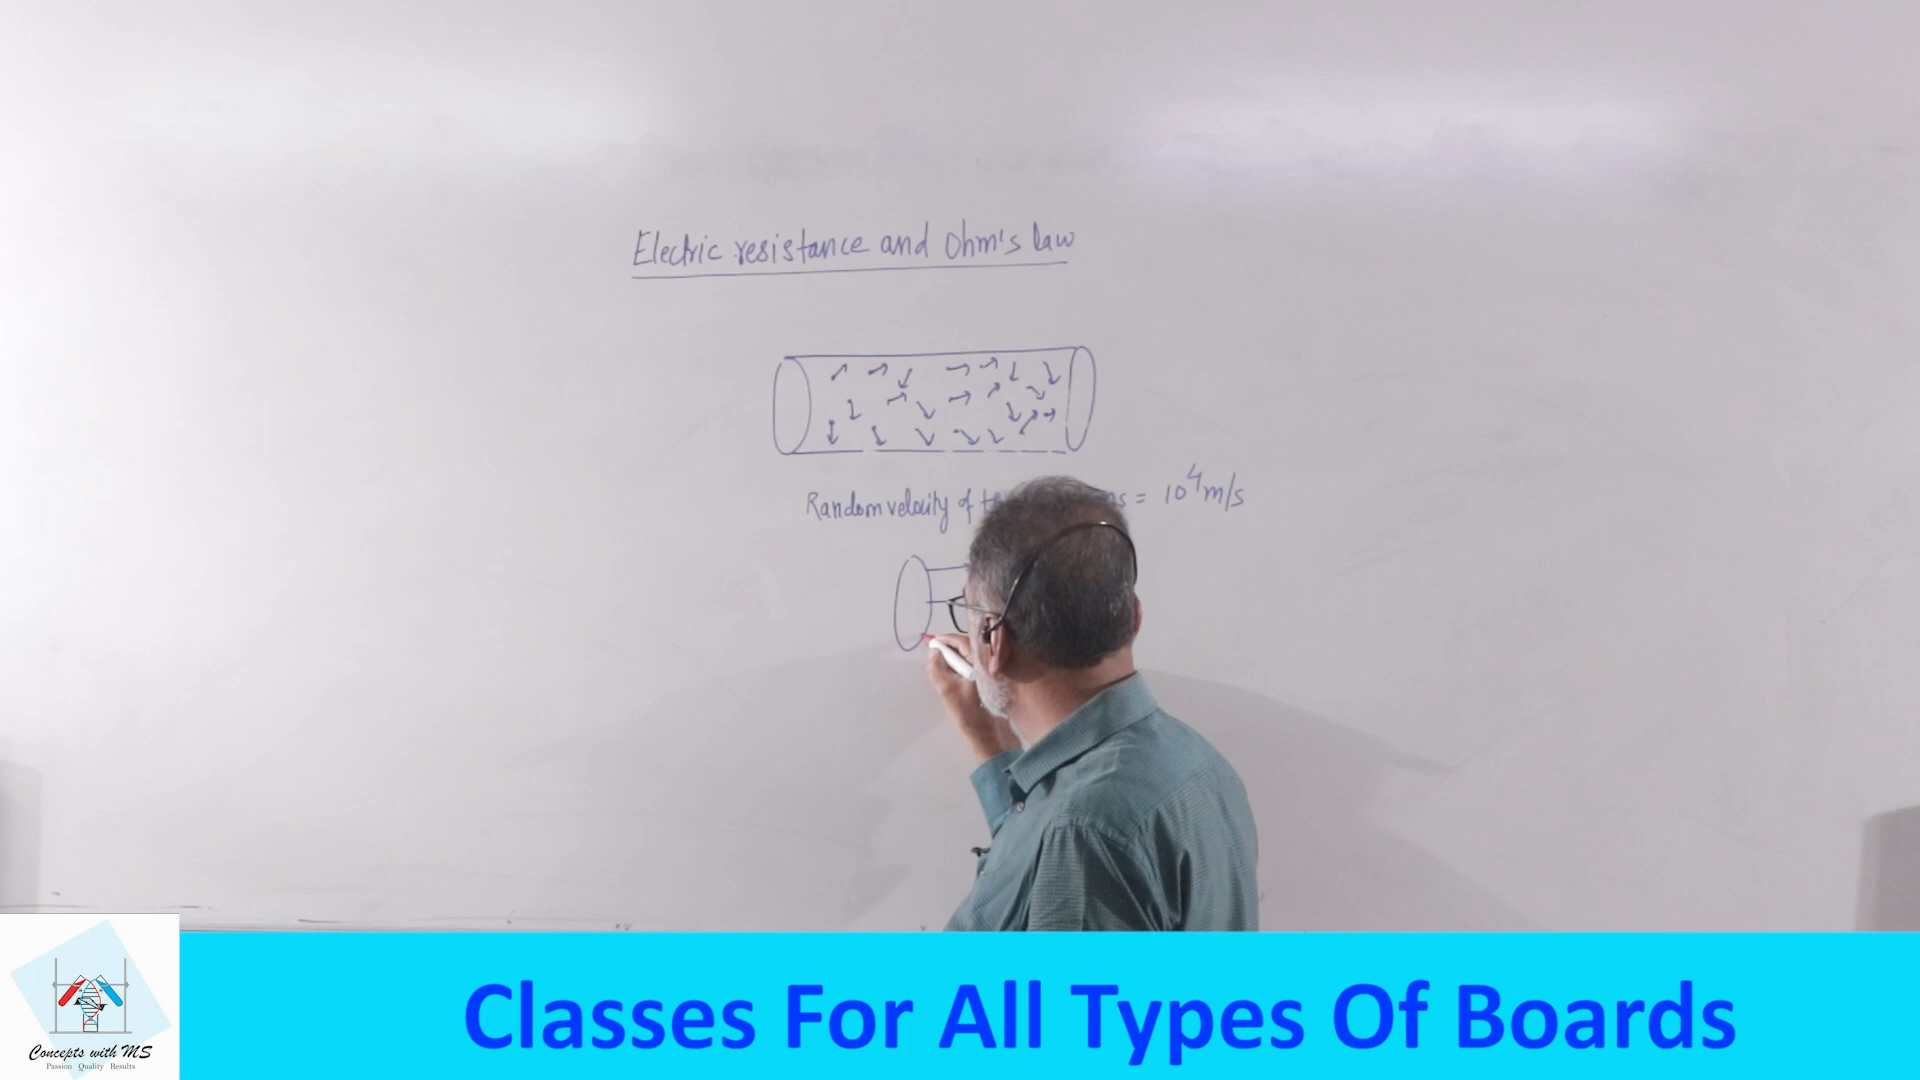 Electric resistance and Ohm's law
Random velocity of = 10⁴ m/s
Classes For All Types Of Boards
Concepts with MS
Passion Quality Results